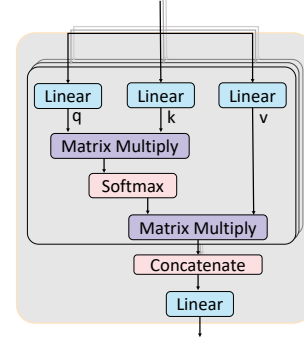 Linear Linear Linear
q k v
Matrix Multiply
Softmax
Matrix Multiply
Concatenate
Linear